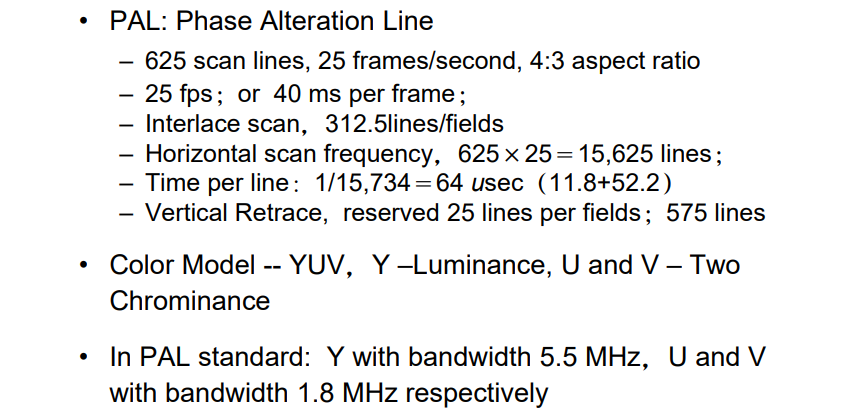 • PAL: Phase Alteration Line
– 625 scan lines, 25 frames/second, 4:3 aspect ratio
– 25 fps；or 40 ms per frame；
– Interlace scan，312.5lines/fields
– Horizontal scan frequency，625×25＝15,625 lines；
– Time per line：1/15,734＝64 usec（11.8+52.2）
– Vertical Retrace，reserved 25 lines per fields；575 lines
• Color Model -- YUV，Y –Luminance, U and V – Two
Chrominance
• In PAL standard: Y with bandwidth 5.5 MHz，U and V
with bandwidth 1.8 MHz respectively